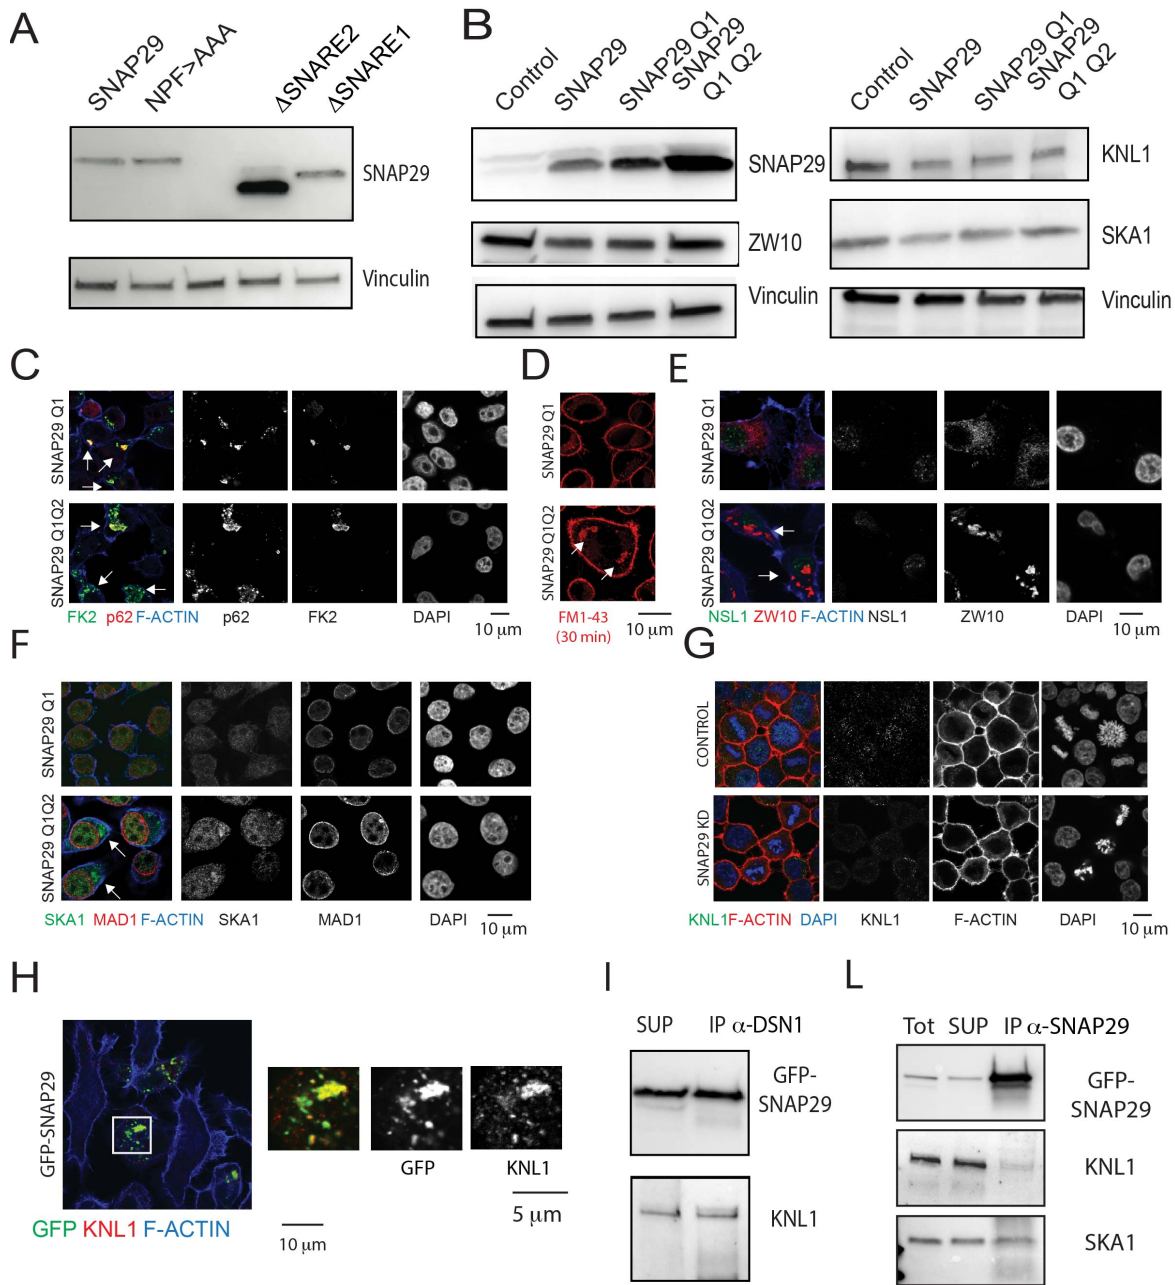 A
SNAP29
NPF>AAA
ΔSNARE2
ΔSNARE1
SNAP29
Vinculin
B
Control
SNAP29
SNAP29 Q1
SNAP29
Q1 Q2
SNAP29
ZW10
Vinculin
Control
SNAP29
SNAP29 Q1
SNAP29
Q1 Q2
KNL1
SKA1
Vinculin
C
SNAP29 Q1
SNAP29 Q1Q2
FK2 p62 F-ACTIN p62 FK2 DAPI
10 μm
D
SNAP29 Q1
SNAP29 Q1Q2
FM1-43
(30 min)
10 μm
E
SNAP29 Q1
SNAP29 Q1Q2
NSL1 ZW10 F-ACTIN NSL1 ZW10 DAPI
10 μm
F
SNAP29 Q1
SNAP29 Q1Q2
SKA1 MAD1 F-ACTIN SKA1 MAD1 DAPI
10 μm
G
CONTROL
SNAP29 KD
KNL1 F-ACTIN DAPI KNL1 F-ACTIN DAPI
10 μm
H
GFP-SNAP29
GFP KNL1 F-ACTIN
10 μm
GFP KNL1
5 μm
I
SUP IP α-DSN1
GFP-
SNAP29
KNL1
L
Tot SUP IP α-SNAP29
GFP-
SNAP29
KNL1
SKA1